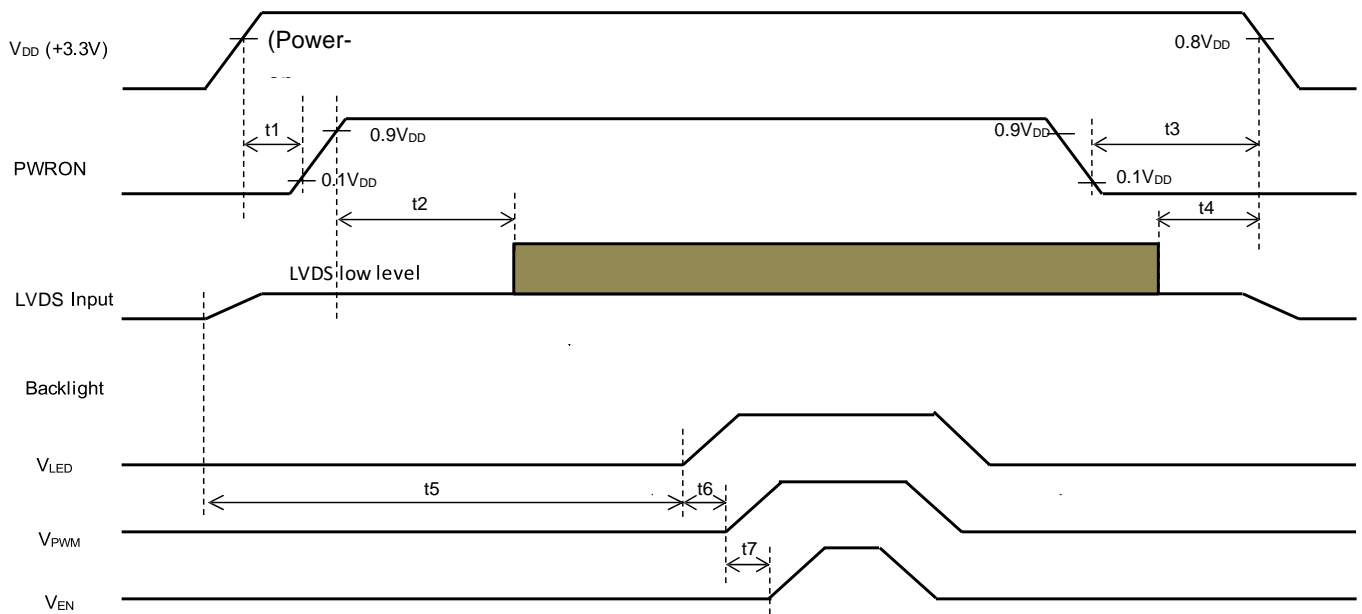 VDD (+3.3V)
(Power-
0.8VDD
t1
0.9VDD
0.9VDD
t3
PWRON
0.1VDD
0.1VDD
t2
t4
LVDS low level
LVDS Input
Backlight
VLED
t5
t6
VPWM
t7
VEN